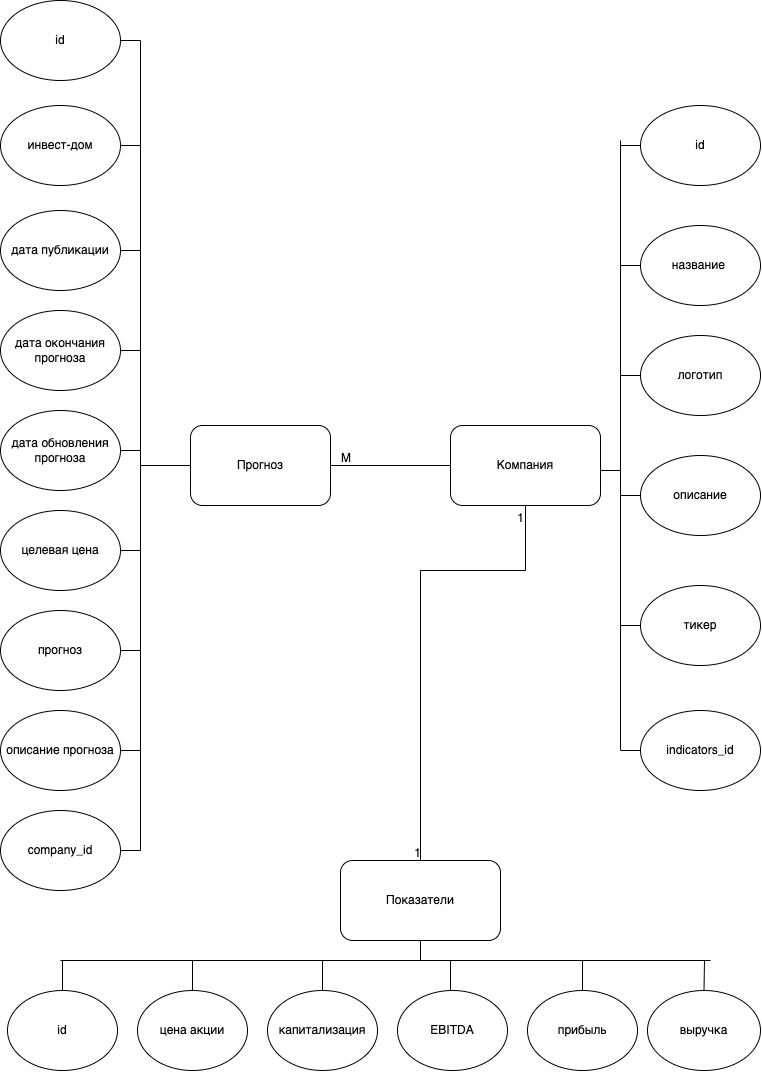 id
инвест-дом
дата публикации
дата окончания
прогноза
дата обновления
прогноза
целевая цена
прогноз
описание прогноза
company_id
Прогноз
М
Компания
1
id
название
логотип
описание
тикер
indicators_id
1
Показатели
id
цена акции
капитализация
EBITDA
прибыль
выручка